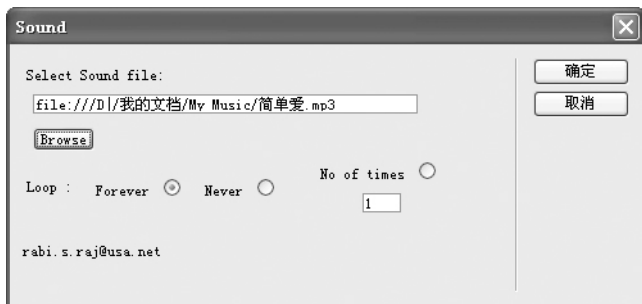 Sound
Select Sound file:
file:///D|/我的文档/My Music/简单爱.mp3
Browse
Loop : Forever Never No of times
1
rabi.s.raj@usa.net
确定
取消